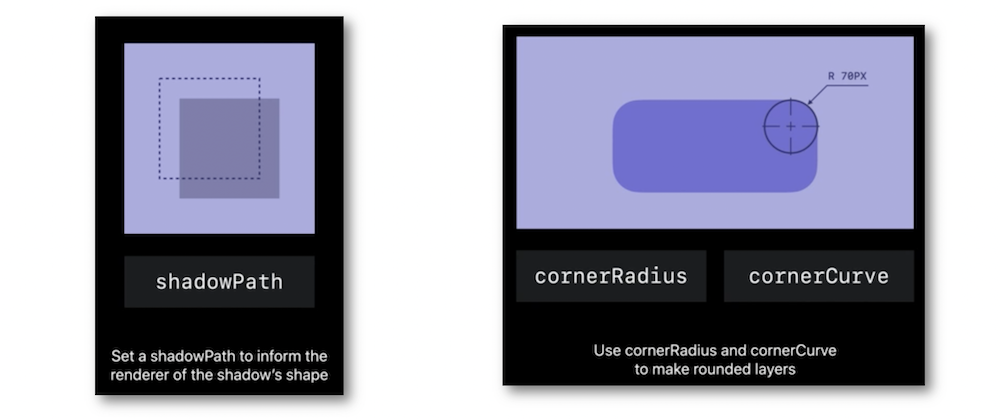 shadowPath
Set a shadowPath to inform the
renderer of the shadow’s shape
R 70PX
cornerRadius
cornerCurve
Use cornerRadius and cornerCurve
to make rounded layers